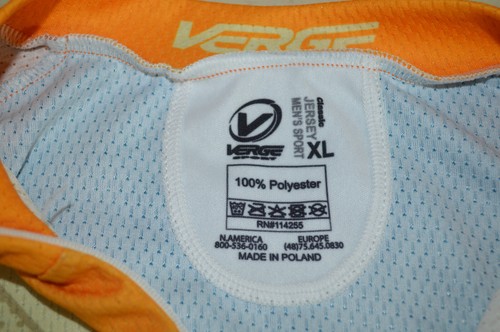 VERGE
Classic
JERSEY
MEN'S SPORT
XL
VERGE
SPORT
100% Polyester
RN#114255
N.AMERICA EUROPE
800-536-0160 (48)75.645.0830
MADE IN POLAND